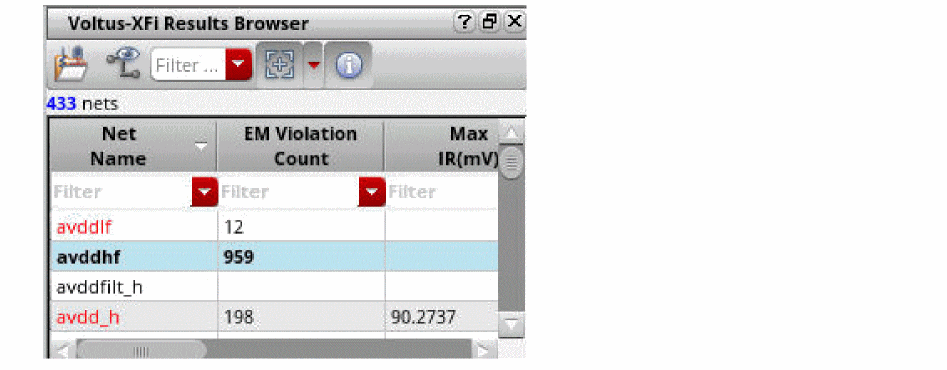 Voltus-XFi Results Browser
Filter ...
433 nets
Net Name EM Violation Count Max IR(mV)
Filter Filter Filter
avddlf 12
avddhf 959
avddfilt_h
avdd_h 198 90.2737